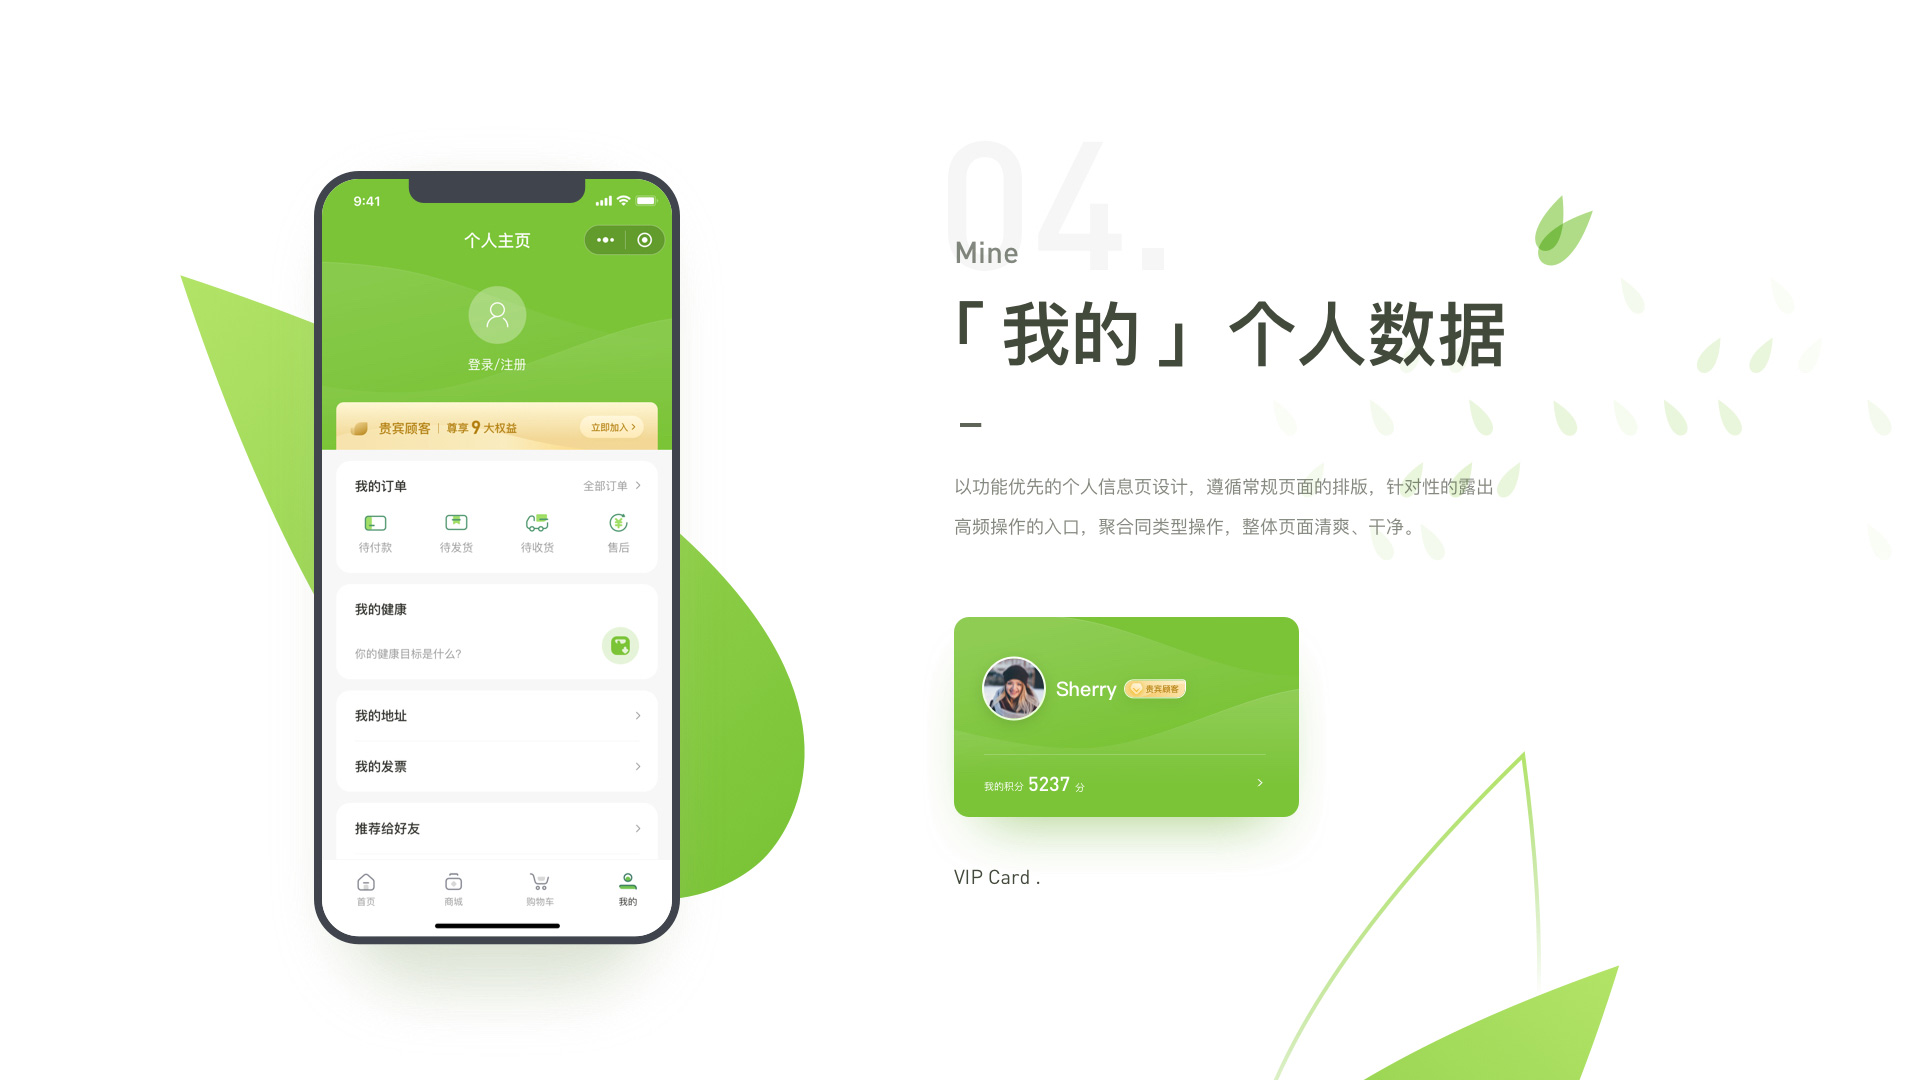 9:41
个人主页
登录/注册
贵宾顾客 | 尊享9大权益
立即加入
我的订单
全部订单
待付款
待发货
待收货
售后
我的健康
你的健康目标是什么?
我的地址
我的发票
推荐给好友
首页
商城
购物车
我的
04.
Mine
「我的」个人数据
以功能优先的个人信息页设计，遵循常规页面的排版，针对性的露出
高频操作的入口，聚合同类型操作，整体页面清爽、干净。
Sherry
贵宾顾客
我的积分 5237 分
VIP Card .